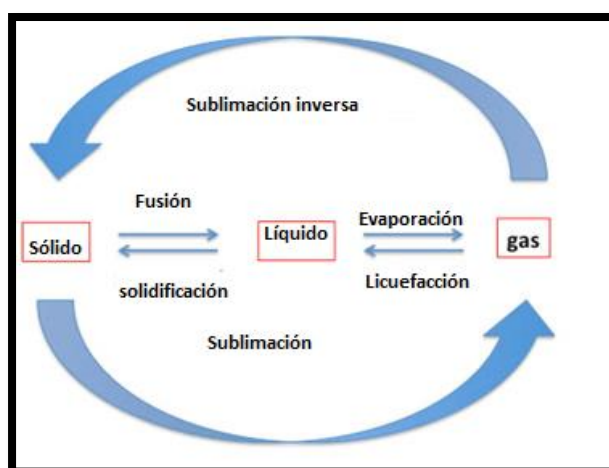 Sublimación inversa
Fusión
Evaporación
Sólido
Líquido
gas
solidificación
Licuefacción
Sublimación